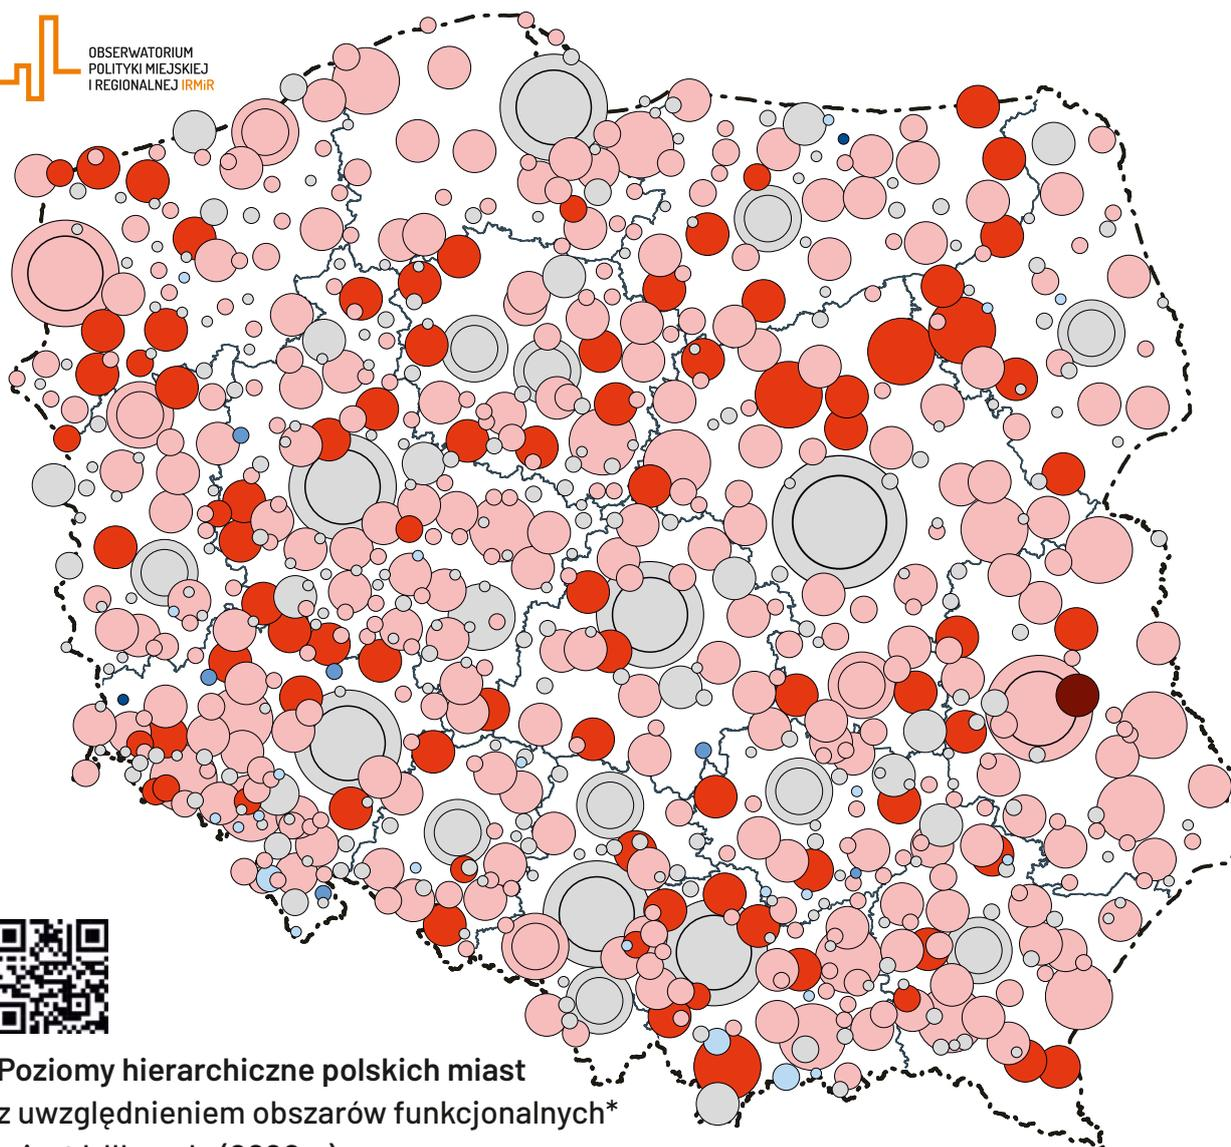 OBSERWATORIUM
POLITYKI MIEJSKIEJ
I REGIONALNEJ IRMiR
Poziomy hierarchiczne polskich miast
z uwzględnieniem obszarów funkcjonalnych*